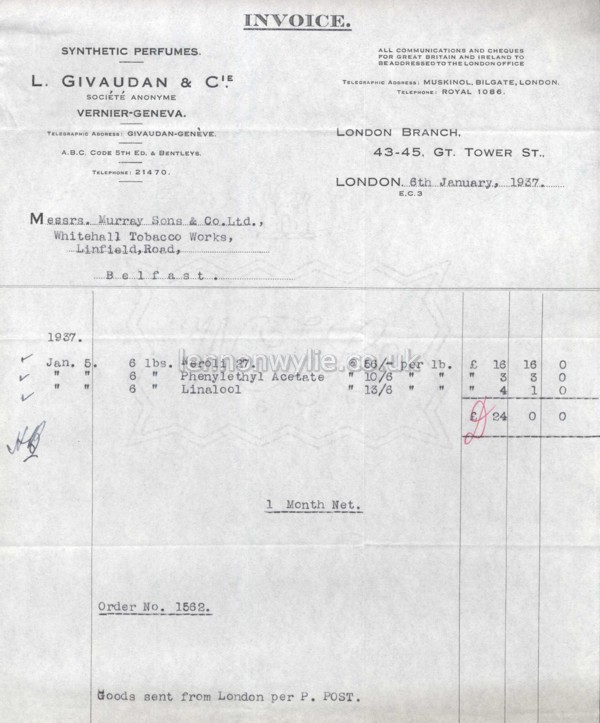 INVOICE.
SYNTHETIC PERFUMES.
L. GIVAUDAN & CIE.
SOCIÉTÉ ANONYME
VERNIER-GENEVA.
TELEGRAPHIC ADDRESS: GIVAUDAN-GENÈVE.
A.B.C. CODE 5TH ED. & BENTLEYS.
TELEPHONE: 21470.
ALL COMMUNICATIONS AND CHEQUES
FOR GREAT BRITAIN AND IRELAND TO
BE ADDRESSED TO THE LONDON OFFICE
TELEGRAPHIC ADDRESS: MUSKINOL, BILGATE, LONDON.
TELEPHONE: ROYAL 1086.
LONDON BRANCH,
43-45, GT. TOWER ST.,
LONDON, 6th January, 1937.
E.C.3
Messrs. Murray Sons & Co.Ltd.,
Whitehall Tobacco Works,
Linfield,Road,
Belfast.
1937.
Jan. 5. 6 lbs. Neroli 37. @ 56/- per lb. £ 16 16 0
" " 6 " Phenylethyl Acetate " 10/6 " " " 3 3 0
" " 6 " Linalool " 13/6 " " " 4 1 0
£ 24 0 0
lennonwylie.co.uk
1 Month Net.
Order No. 1562.
Goods sent from London per P. POST.